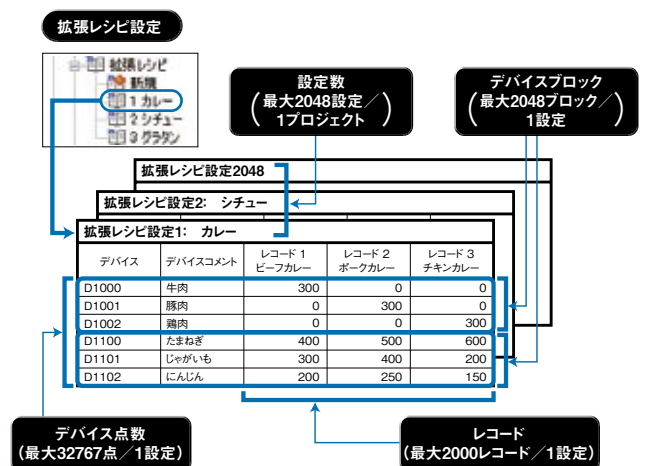 拡張レシピ設定
拡張レシピ
新規
1 カレー
2 シチュー
3 グラタン
設定数
(最大2048設定／
1プロジェクト)
デバイスブロック
(最大2048ブロック／
1設定)
拡張レシピ設定2048
拡張レシピ設定2: シチュー
拡張レシピ設定1: カレー
デバイス デバイスコメント レコード 1 ビーフカレー レコード 2 ポークカレー レコード 3 チキンカレー
D1000 牛肉 300 0 0
D1001 豚肉 0 300 0
D1002 鶏肉 0 0 300
D1100 たまねぎ 400 500 600
D1101 じゃがいも 300 400 200
D1102 にんじん 200 250 150
デバイス点数
(最大32767点／1設定)
レコード
(最大2000レコード／1設定)